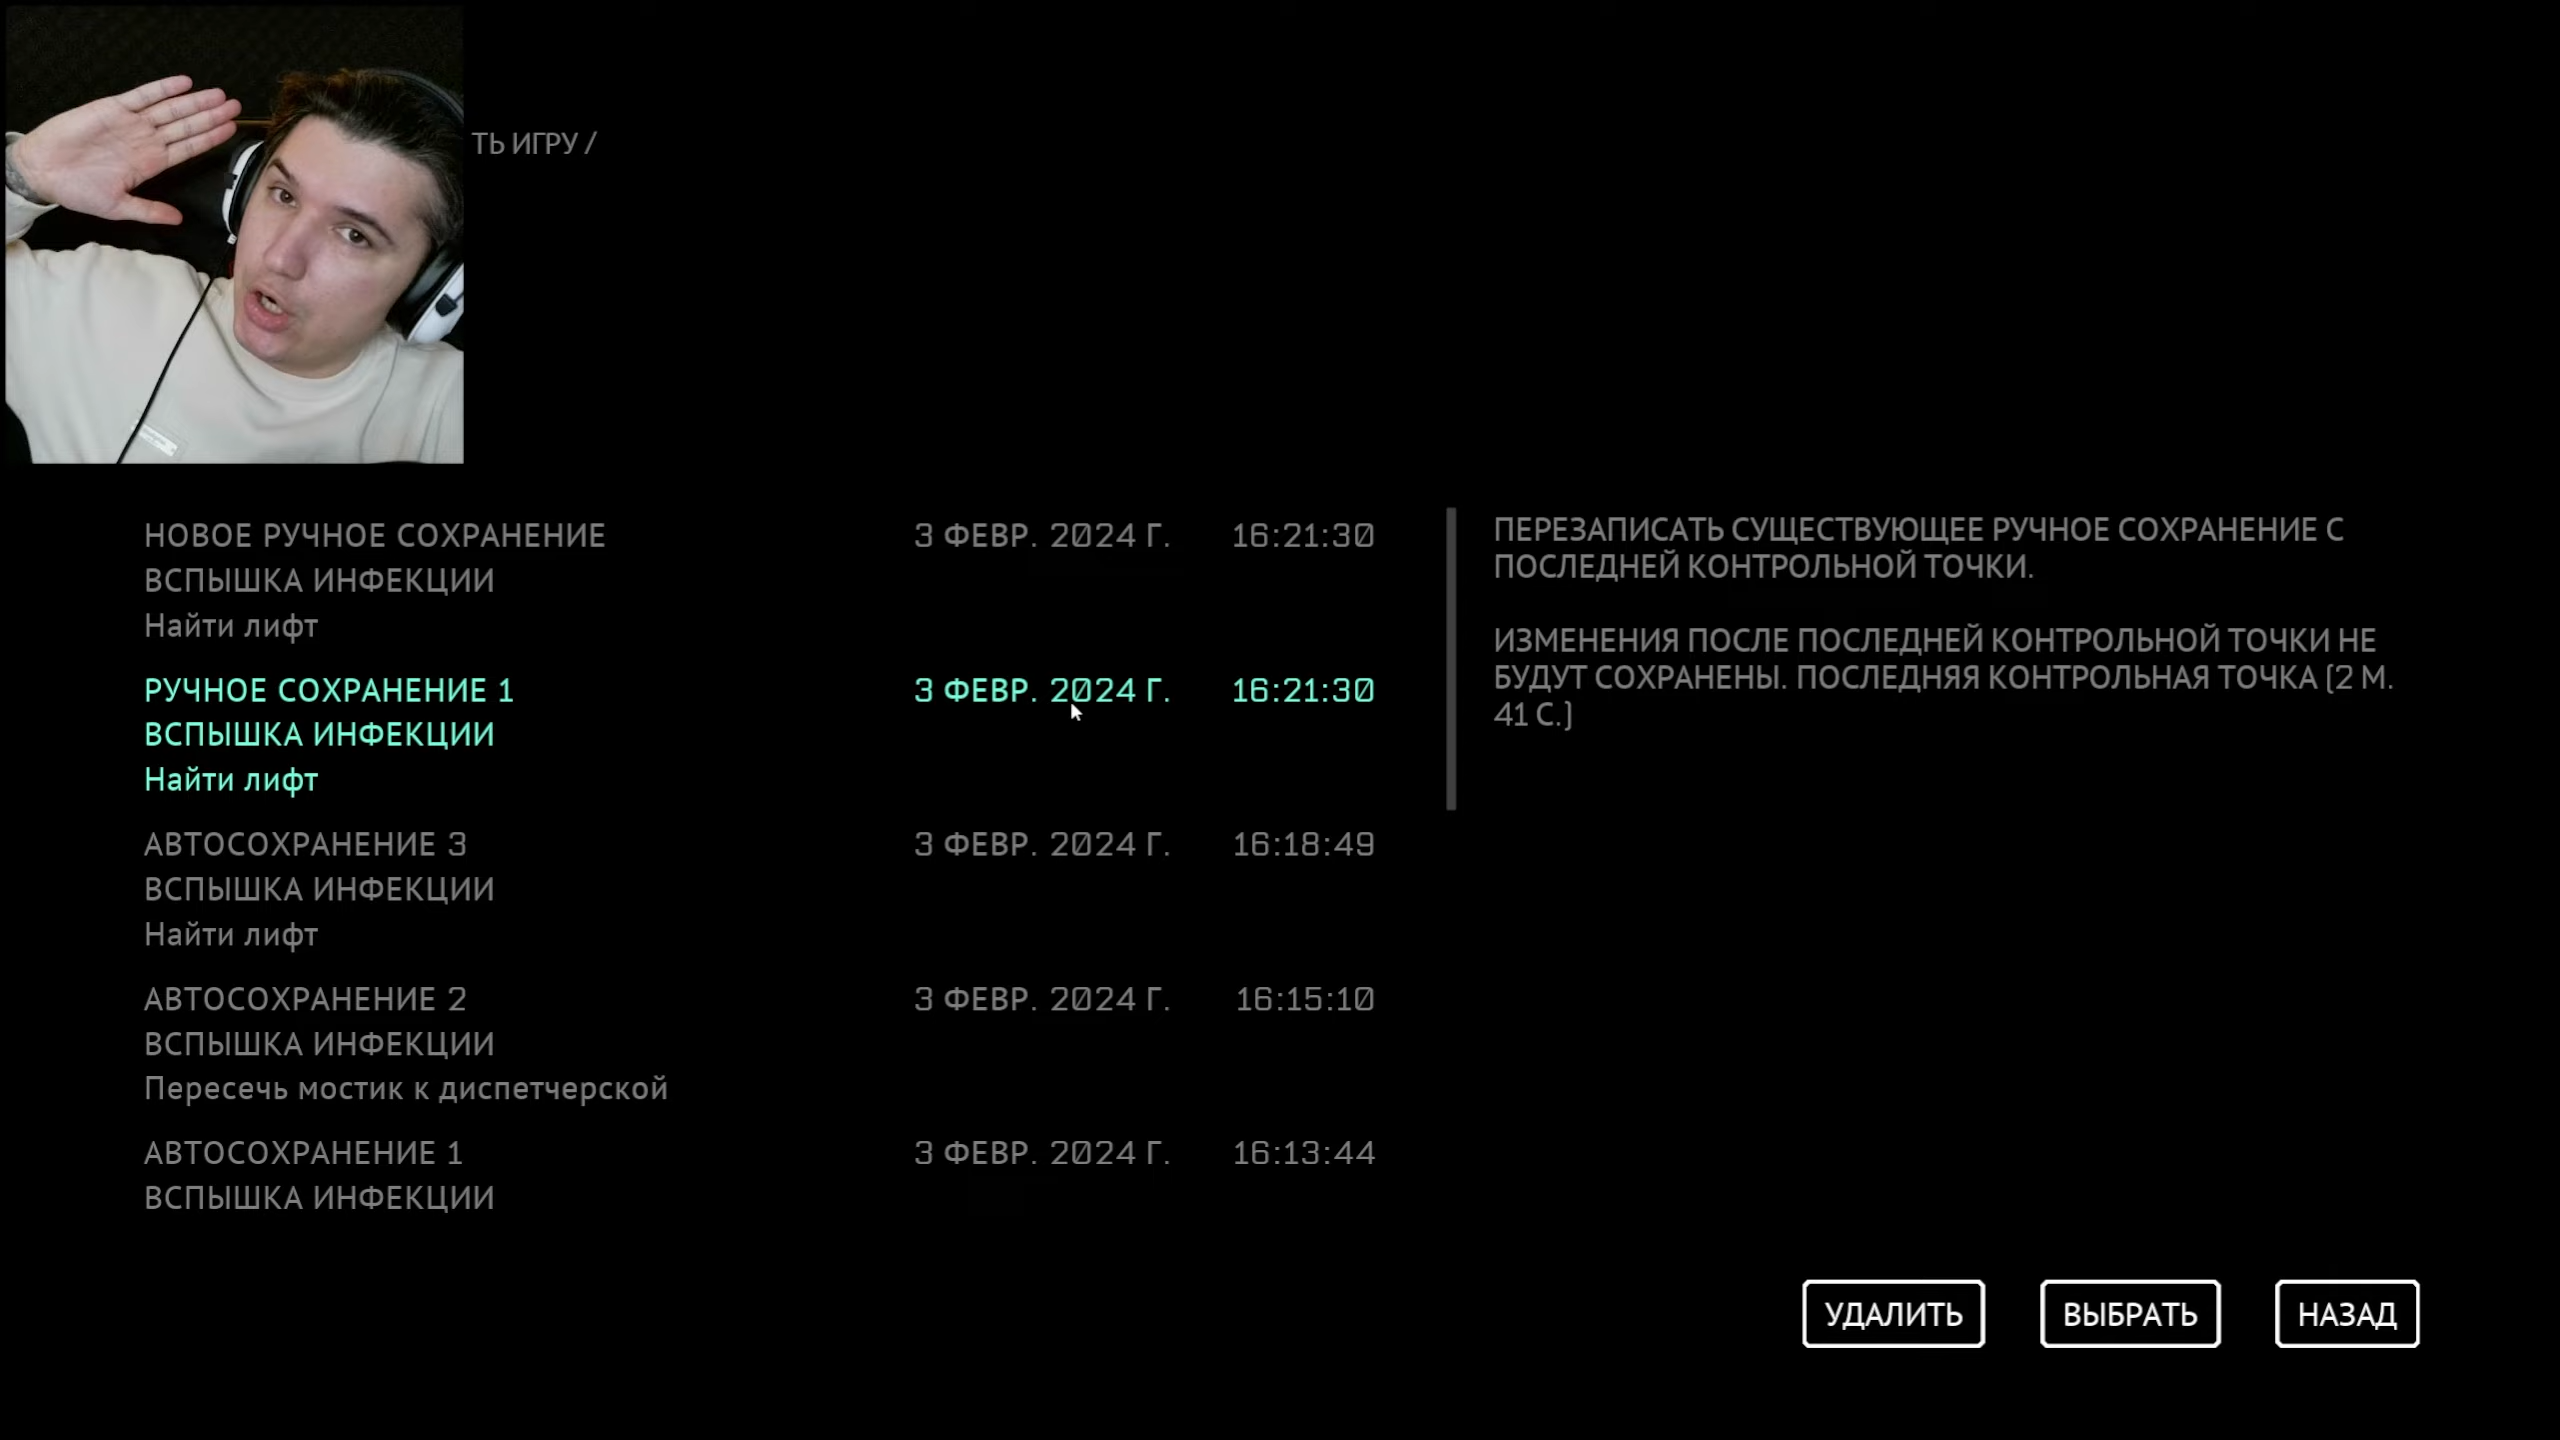 ТЬ ИГРУ /
НОВОЕ РУЧНОЕ СОХРАНЕНИЕ 3 ФЕВР. 2024 Г. 16:21:30
ВСПЫШКА ИНФЕКЦИИ
Найти лифт
РУЧНОЕ СОХРАНЕНИЕ 1 3 ФЕВР. 2024 Г. 16:21:30
ВСПЫШКА ИНФЕКЦИИ
Найти лифт
АВТОСОХРАНЕНИЕ 3 3 ФЕВР. 2024 Г. 16:18:49
ВСПЫШКА ИНФЕКЦИИ
Найти лифт
АВТОСОХРАНЕНИЕ 2 3 ФЕВР. 2024 Г. 16:15:10
ВСПЫШКА ИНФЕКЦИИ
Пересечь мостик к диспетчерской
АВТОСОХРАНЕНИЕ 1 3 ФЕВР. 2024 Г. 16:13:44
ВСПЫШКА ИНФЕКЦИИ
ПЕРЕЗАПИСАТЬ СУЩЕСТВУЮЩЕЕ РУЧНОЕ СОХРАНЕНИЕ С
ПОСЛЕДНЕЙ КОНТРОЛЬНОЙ ТОЧКИ.
ИЗМЕНЕНИЯ ПОСЛЕ ПОСЛЕДНЕЙ КОНТРОЛЬНОЙ ТОЧКИ НЕ
БУДУТ СОХРАНЕНЫ. ПОСЛЕДНЯЯ КОНТРОЛЬНАЯ ТОЧКА (2 М.
41 С.)
УДАЛИТЬ ВЫБРАТЬ НАЗАД